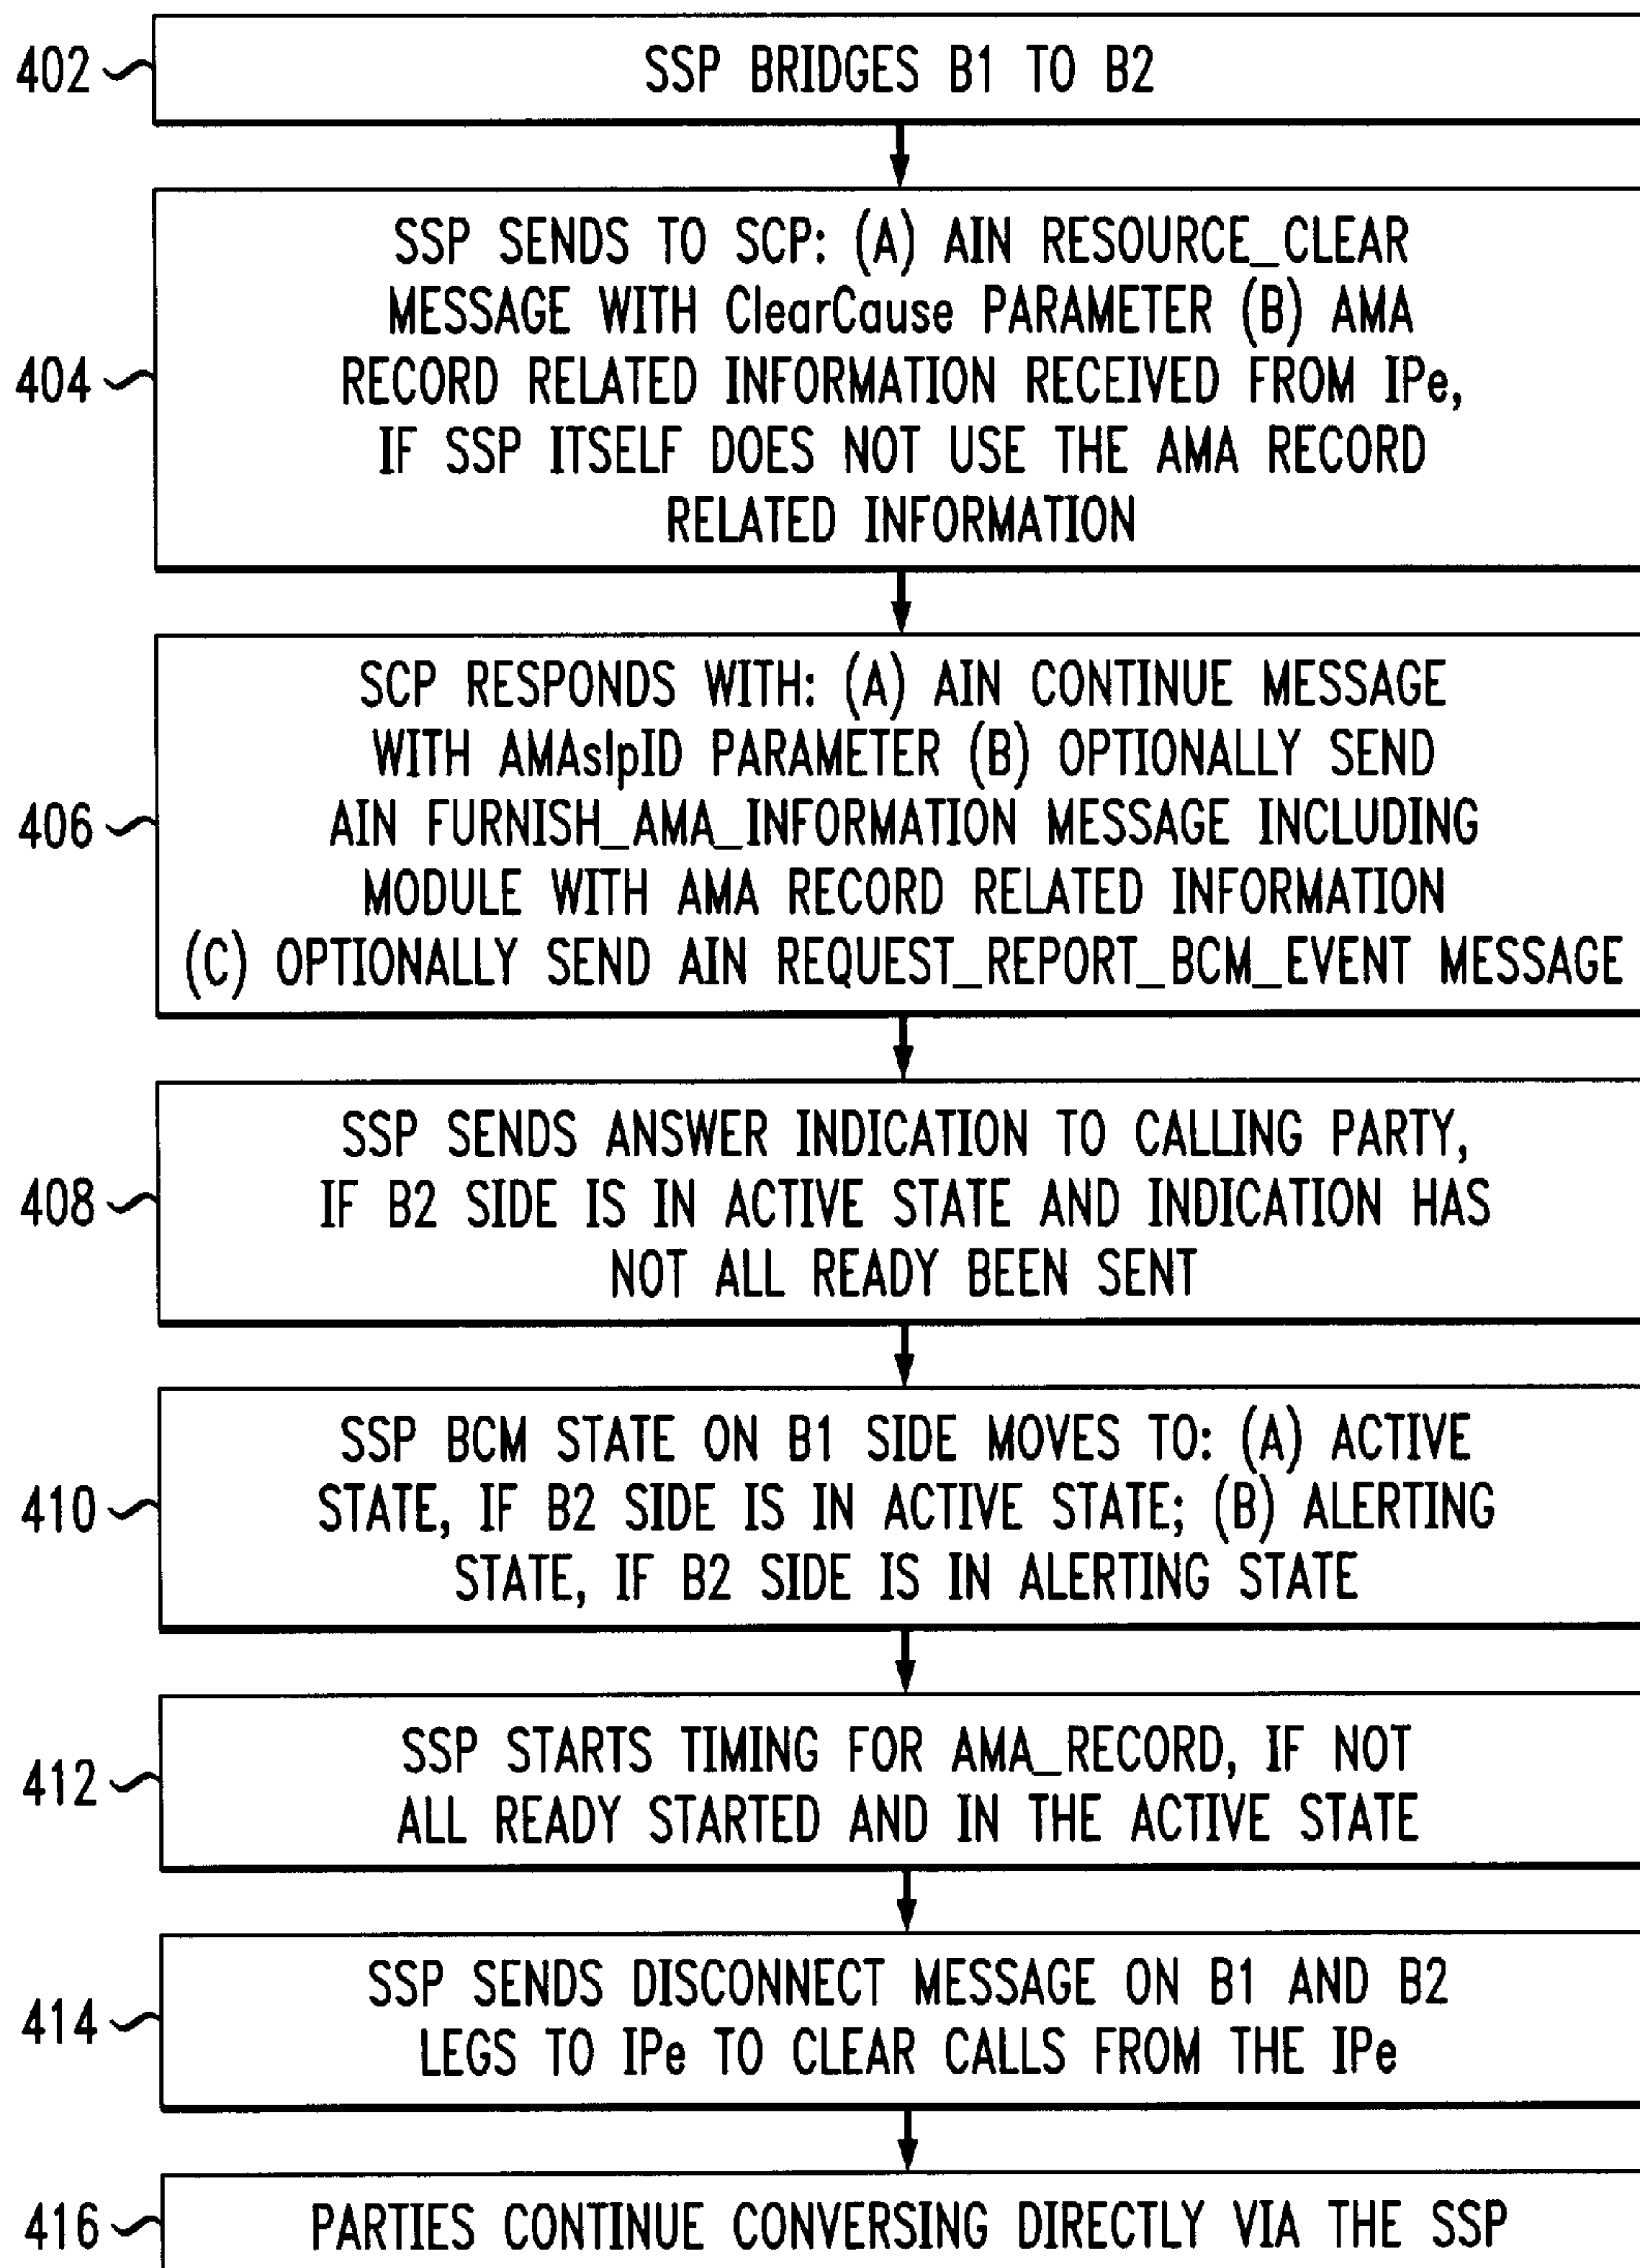 402
SSP BRIDGES B1 TO B2
404
SSP SENDS TO SCP: (A) AIN RESOURCE_CLEAR
MESSAGE WITH ClearCause PARAMETER (B) AMA
RECORD RELATED INFORMATION RECEIVED FROM IPe,
IF SSP ITSELF DOES NOT USE THE AMA RECORD
RELATED INFORMATION
406
SCP RESPONDS WITH: (A) AIN CONTINUE MESSAGE
WITH AMAslpID PARAMETER (B) OPTIONALLY SEND
AIN FURNISH_AMA_INFORMATION MESSAGE INCLUDING
MODULE WITH AMA RECORD RELATED INFORMATION
(C) OPTIONALLY SEND AIN REQUEST_REPORT_BCM_EVENT MESSAGE
408
SSP SENDS ANSWER INDICATION TO CALLING PARTY,
IF B2 SIDE IS IN ACTIVE STATE AND INDICATION HAS
NOT ALL READY BEEN SENT
410
SSP BCM STATE ON B1 SIDE MOVES TO: (A) ACTIVE
STATE, IF B2 SIDE IS IN ACTIVE STATE; (B) ALERTING
STATE, IF B2 SIDE IS IN ALERTING STATE
412
SSP STARTS TIMING FOR AMA_RECORD, IF NOT
ALL READY STARTED AND IN THE ACTIVE STATE
414
SSP SENDS DISCONNECT MESSAGE ON B1 AND B2
LEGS TO IPe TO CLEAR CALLS FROM THE IPe
416
PARTIES CONTINUE CONVERSING DIRECTLY VIA THE SSP